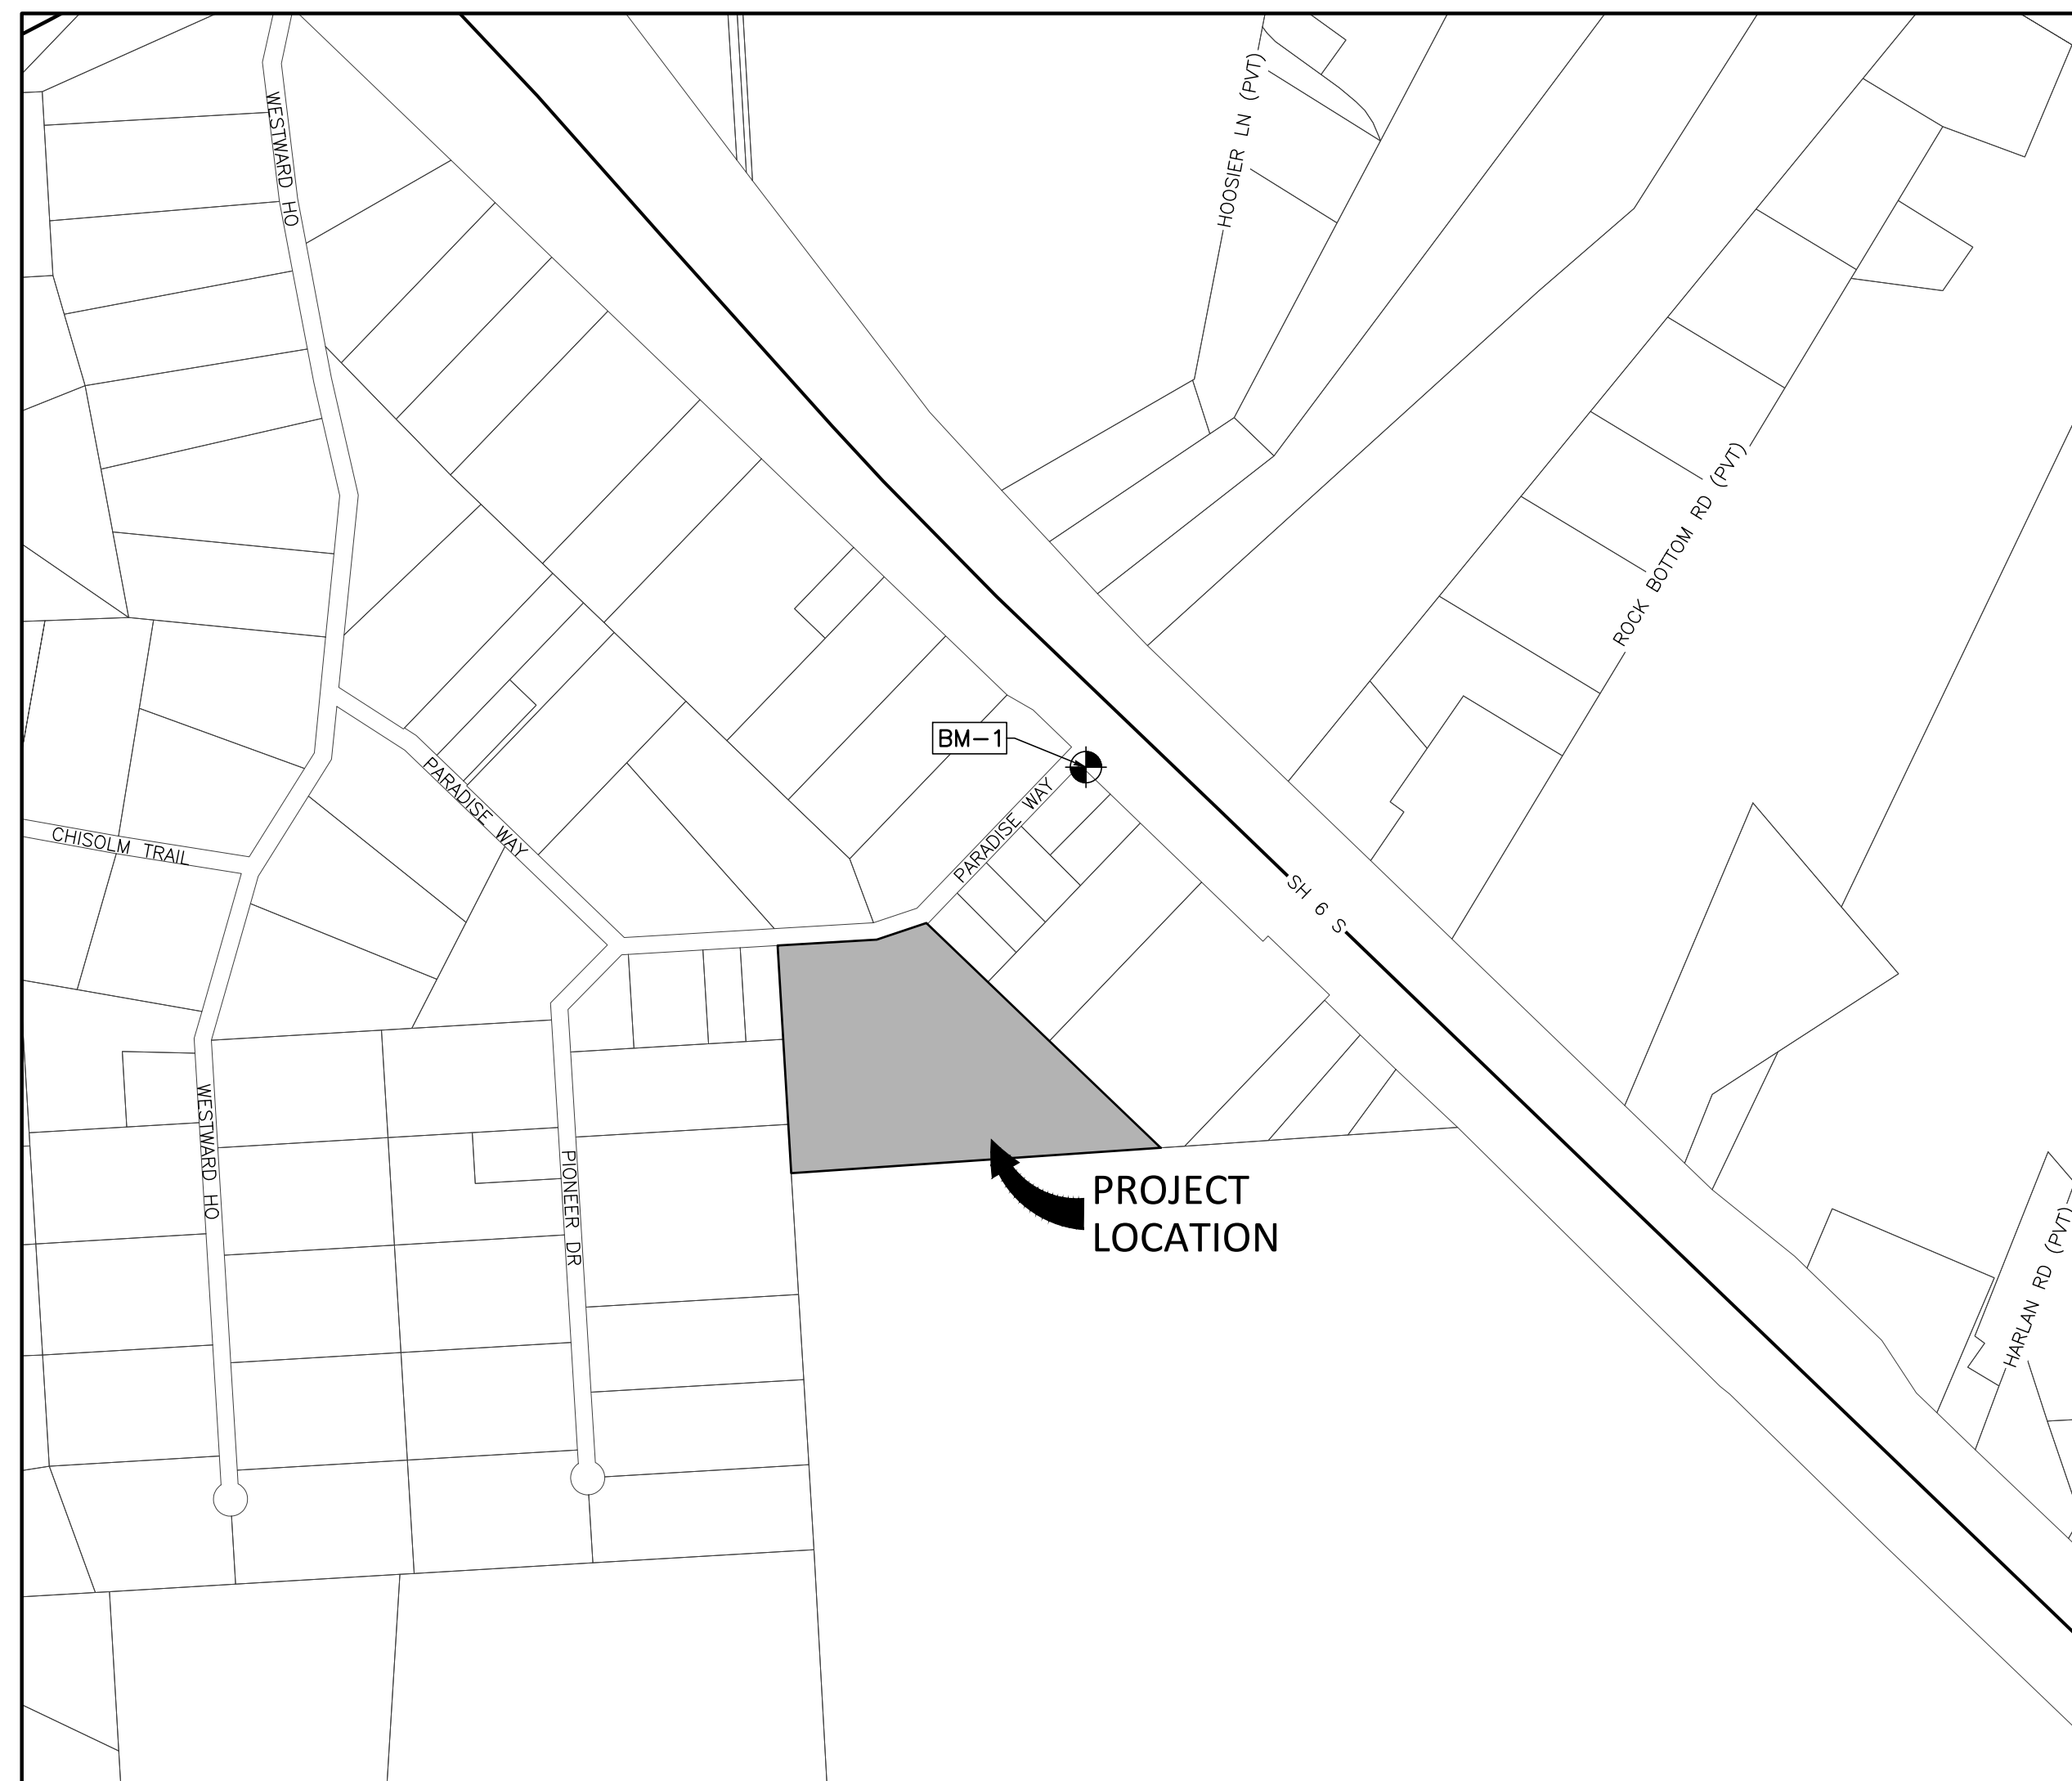 WESTWARD HO
HOOSIER LN (PVT)
ROCK BOTTOM RD (PVT)
BM-1
PARADISE WAY
PARADISE WAY
CHISOLM TRAIL
SH 6 S
WESTWARD HO
PIONEER DR
PROJECT
LOCATION
HARLAN RD (PVT)